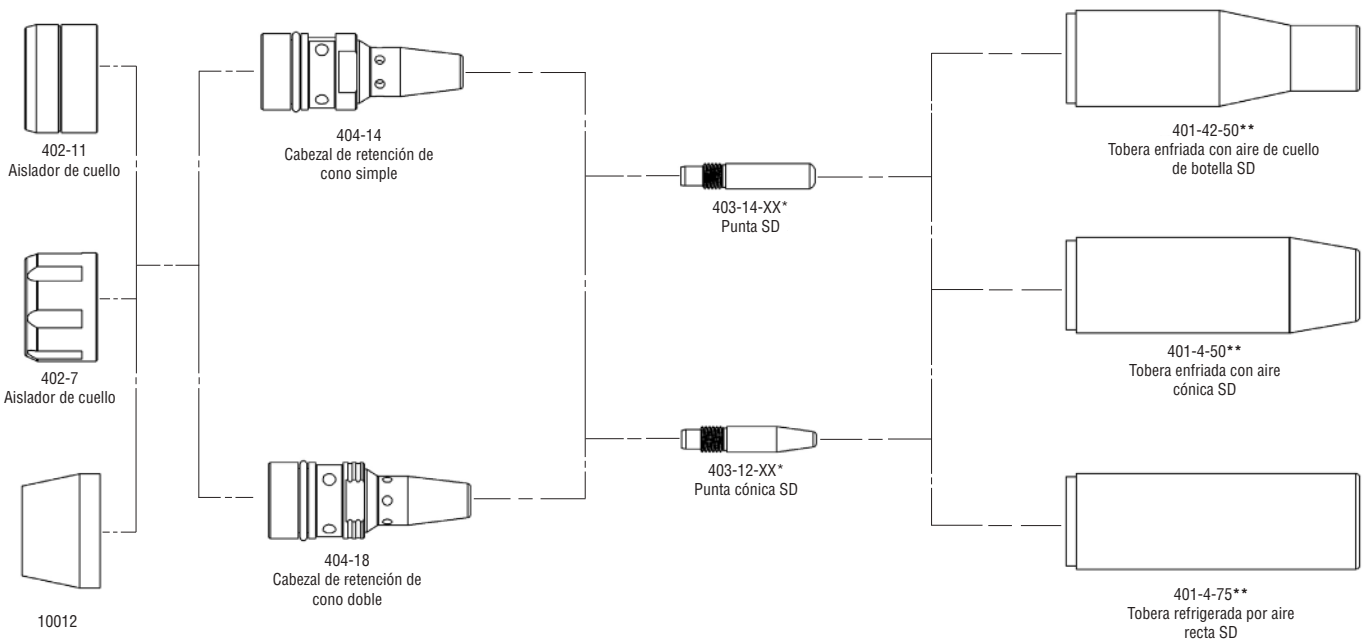 402-11
Aislador de cuello
402-7
Aislador de cuello
10012
404-14
Cabezal de retención de
cono simple
404-18
Cabezal de retención de
cono doble
403-14-XX*
Punta SD
403-12-XX*
Punta cónica SD
401-42-50**
Tobera enfriada con aire de cuello
de botella SD
401-4-50**
Tobera enfriada con aire
cónica SD
401-4-75**
Tobera refrigerada por aire
recta SD